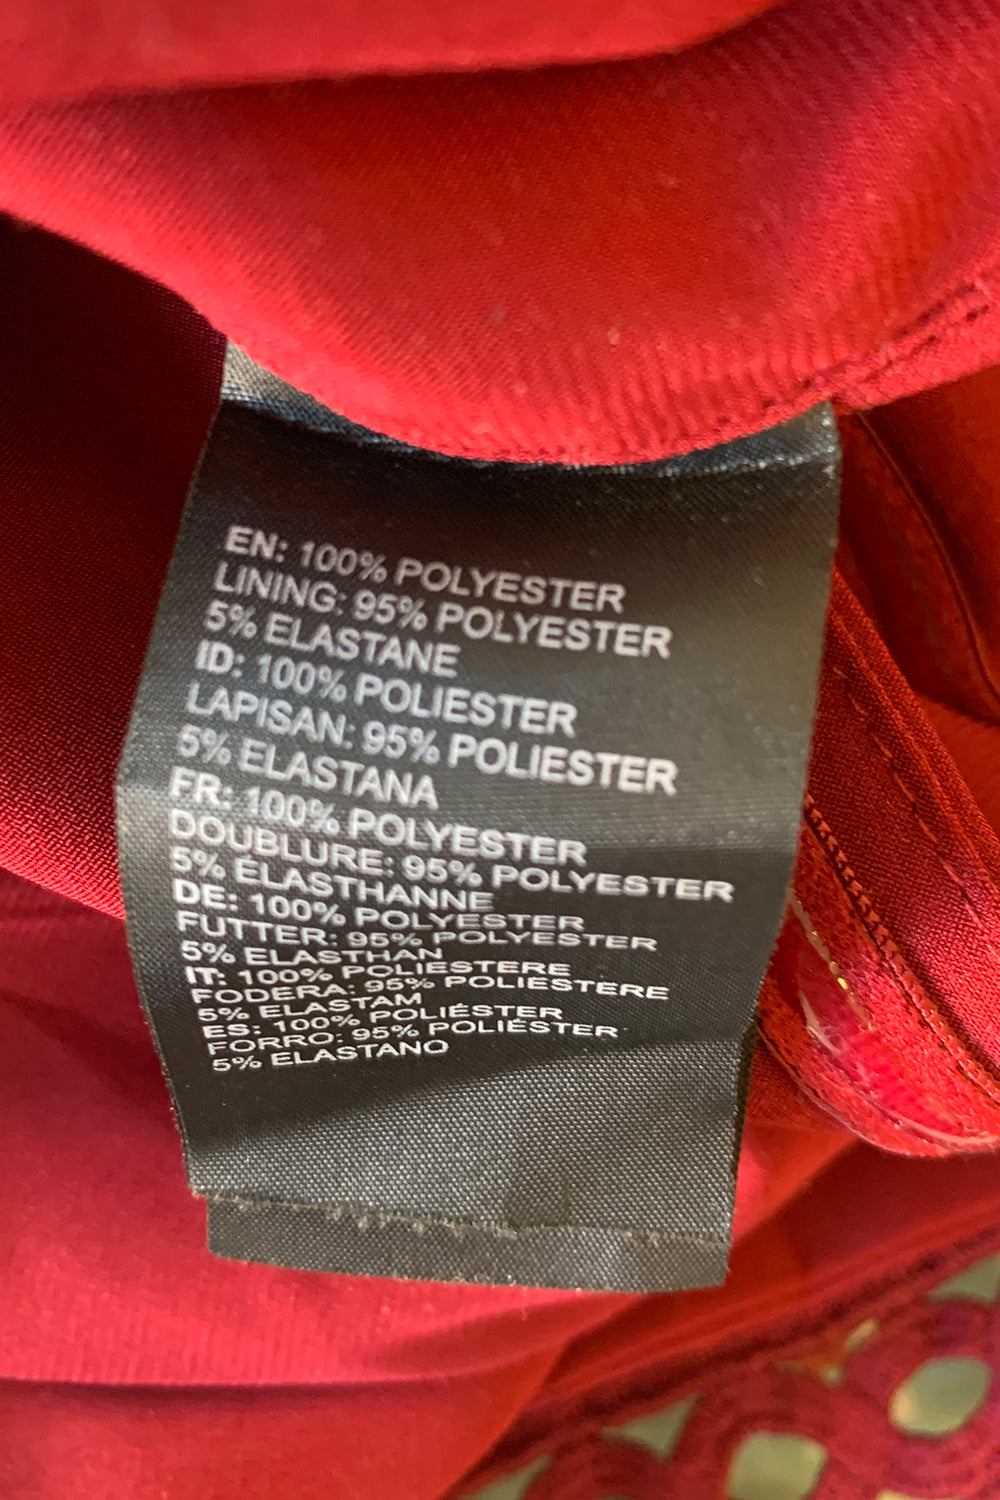 EN: 100% POLYESTER
LINING: 95% POLYESTER
5% ELASTANE
ID: 100% POLIESTER
LAPISAN: 95% POLIESTER
5% ELASTANA
FR: 100% POLYESTER
DOUBLURE: 95% POLYESTER
5% ÉLASTHANNE
DE: 100% POLYESTER
FUTTER: 95% POLYESTER
5% ELASTHAN
IT: 100% POLIESTERE
FODERA: 95% POLIESTERE
5% ELASTAM
ES: 100% POLIÉSTER
FORRO: 95% POLIÉSTER
5% ELASTANO